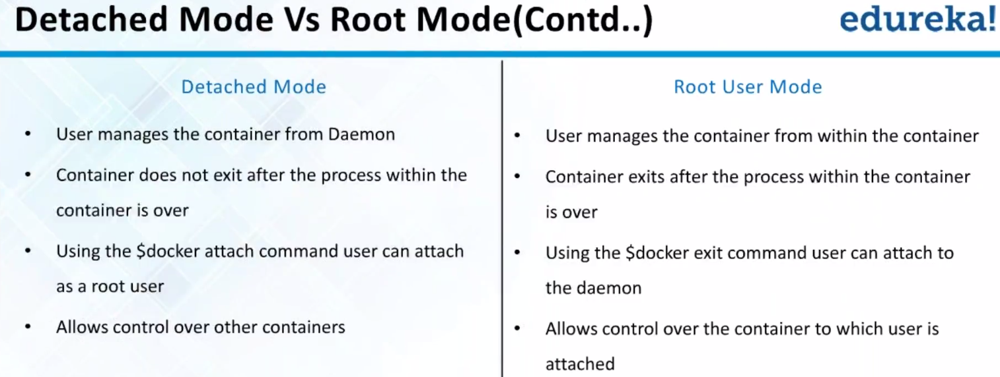 Detached Mode Vs Root Mode(Contd..)
edureka!
Detached Mode
• User manages the container from Daemon
• Container does not exit after the process within the
container is over
• Using the $docker attach command user can attach
as a root user
• Allows control over other containers
Root User Mode
• User manages the container from within the container
• Container exits after the process within the container
is over
• Using the $docker exit command user can attach to
the daemon
• Allows control over the container to which user is
attached